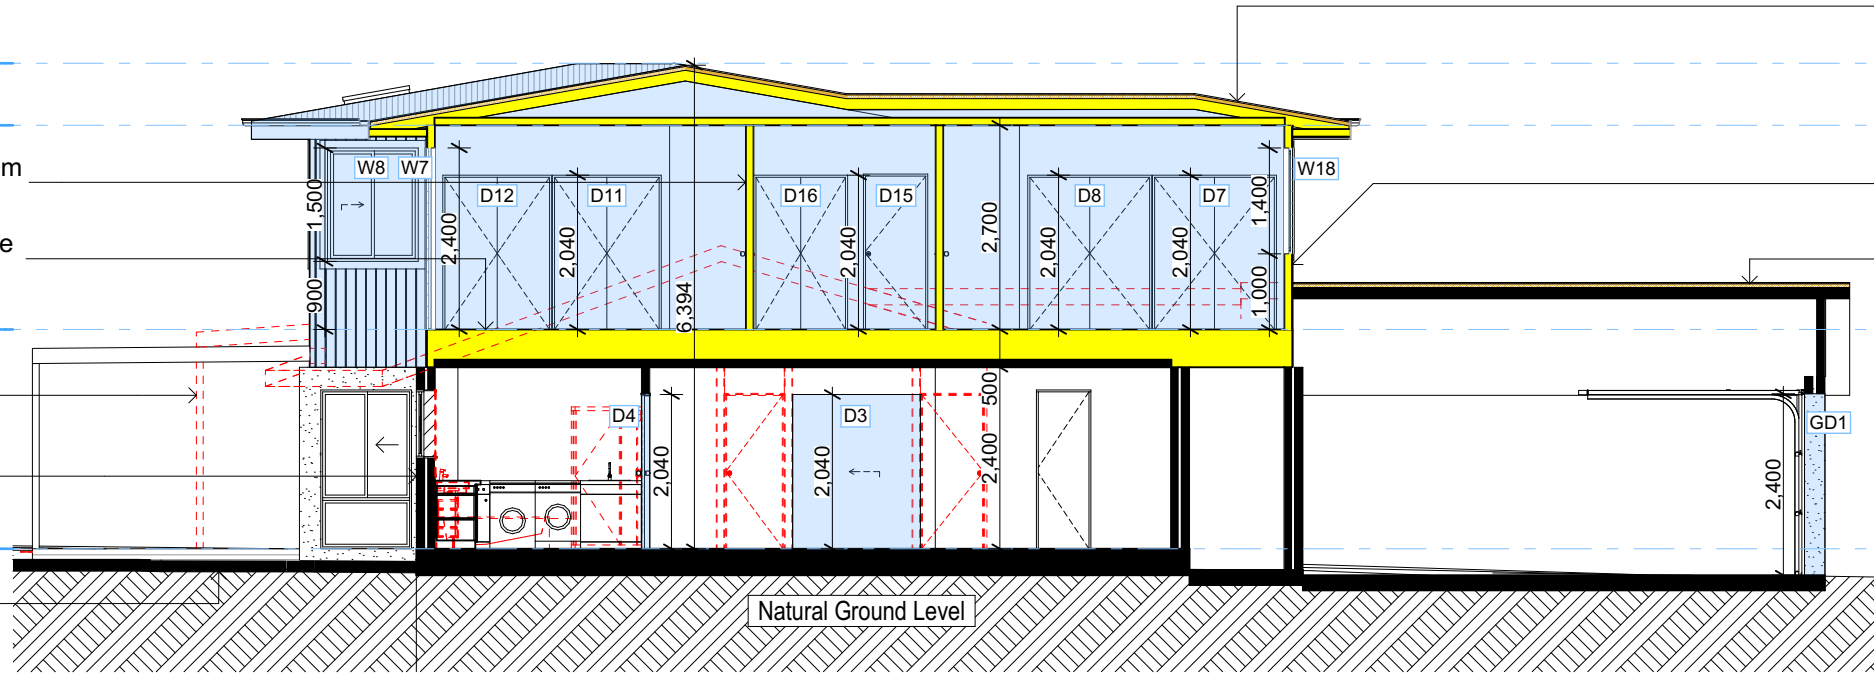 m
e
W8
W7
D12
D11
D16
D15
D8
D7
W18
1,500
900
2,400
2,040
6,394
2,040
2,700
2,040
2,040
1,400
1,000
D4
D3
GD1
2,040
2,040
500
2,400
2,400
Natural Ground Level